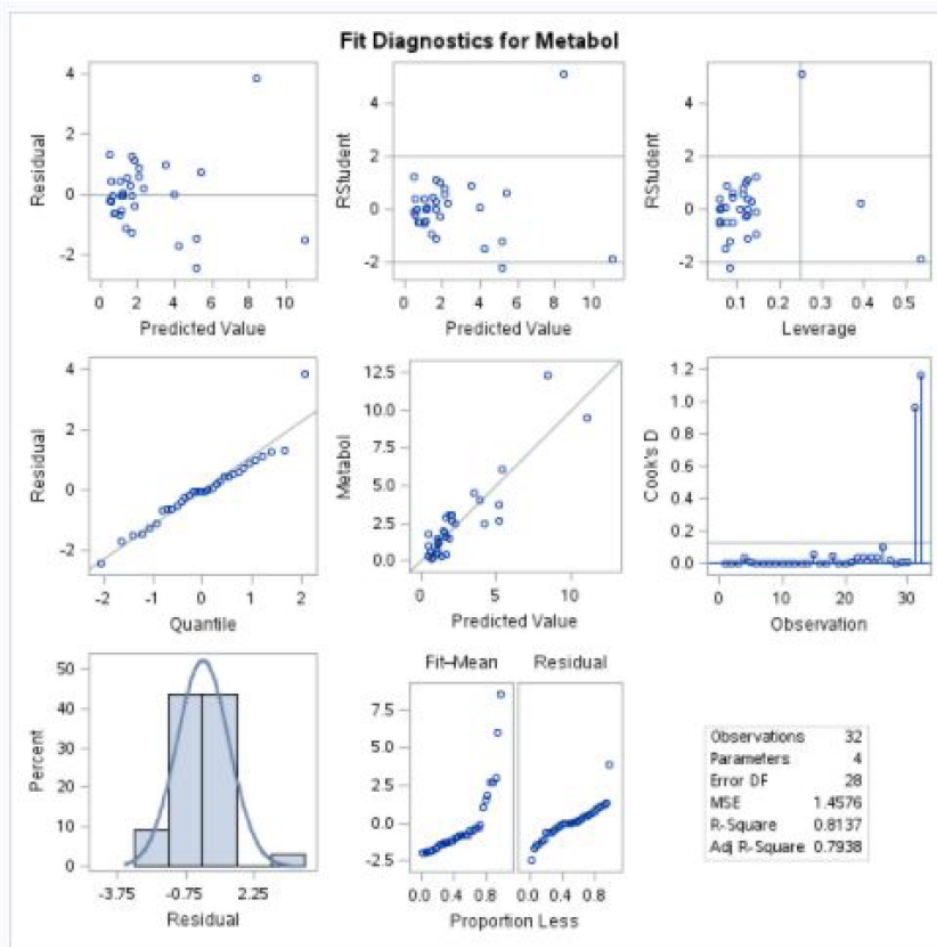 Fit Diagnostics for Metabol
Residual
4
2
0
-2
0 2 4 6 8 10
Predicted Value
RStudent
4
2
0
-2
0 2 4 6 8 10
Predicted Value
RStudent
4
2
0
-2
0.1 0.2 0.3 0.4 0.5
Leverage
Residual
4
2
0
-2
-2 -1 0 1 2
Quantile
Metabol
12.5
10.0
7.5
5.0
2.5
0.0
0 5 10
Predicted Value
Cook's D
1.2
1.0
0.8
0.6
0.4
0.2
0.0
0 10 20 30
Observation
Percent
50
40
30
20
10
0
-3.75 -0.75 2.25
Residual
Fit–Mean Residual
7.5
5.0
2.5
0.0
-2.5
0.0 0.4 0.8 0.0 0.4 0.8
Proportion Less
Observations 32
Parameters 4
Error DF 28
MSE 1.4576
R-Square 0.8137
Adj R-Square 0.7938